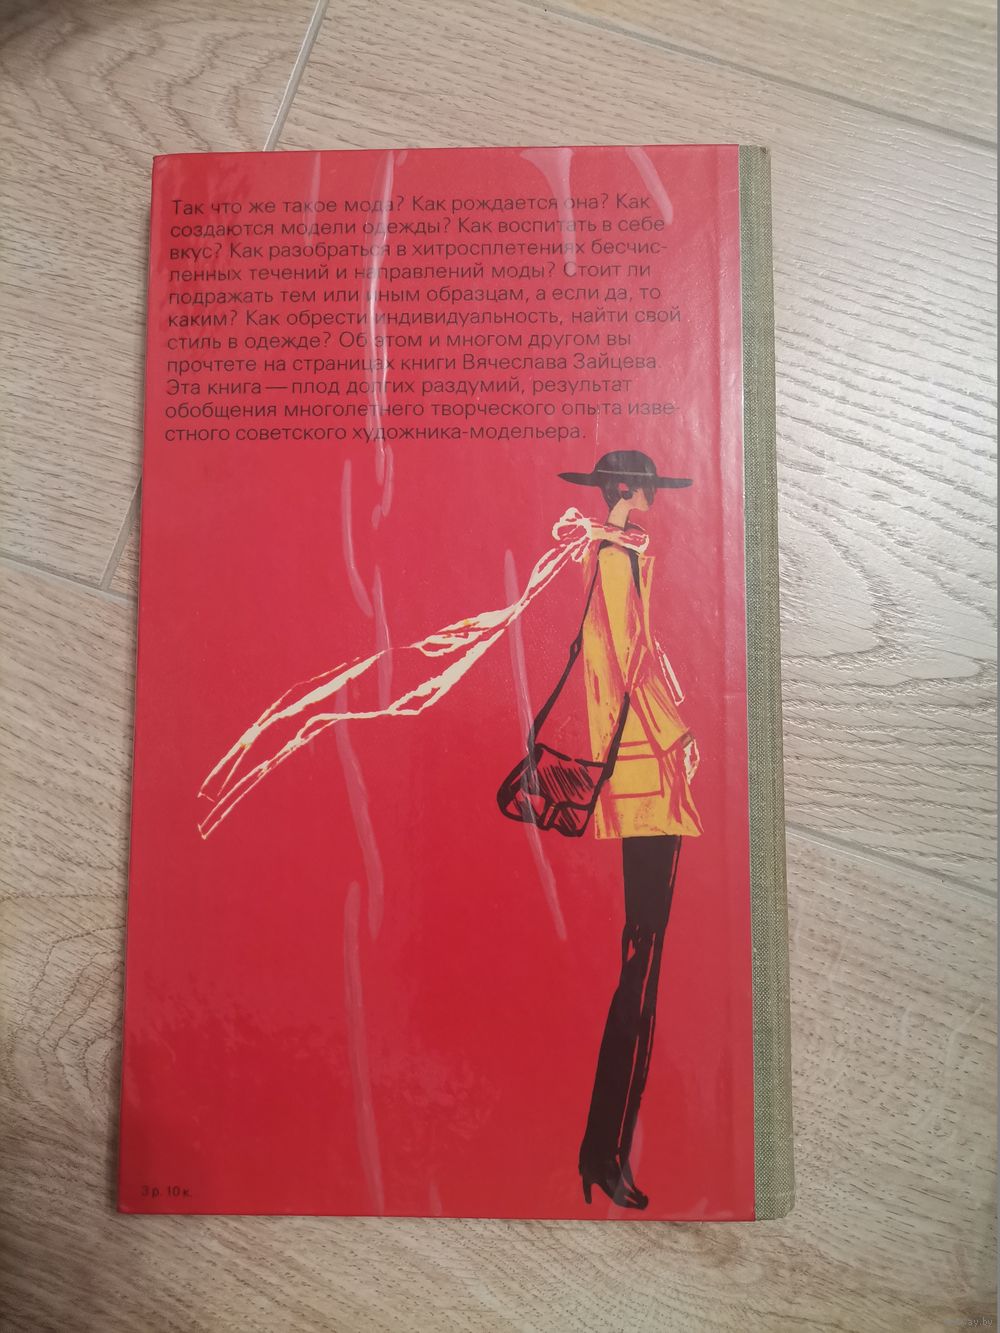 Так что же такое мода? Как рождается она? Как
создаются модели одежды? Как воспитать в себе
вкус? Как разобраться в хитросплетениях бесчис-
ленных течений и направлений моды? Стоит ли
подражать тем или иным образцам, а если да, то
каким? Как обрести индивидуальность, найти свой
стиль в одежде? Об этом и многом другом вы
прочтете на страницах книги Вячеслава Зайцева.
Эта книга — плод долгих раздумий, результат
обобщения многолетнего творческого опыта изве-
стного советского художника-модельера.
3 р. 10 к.